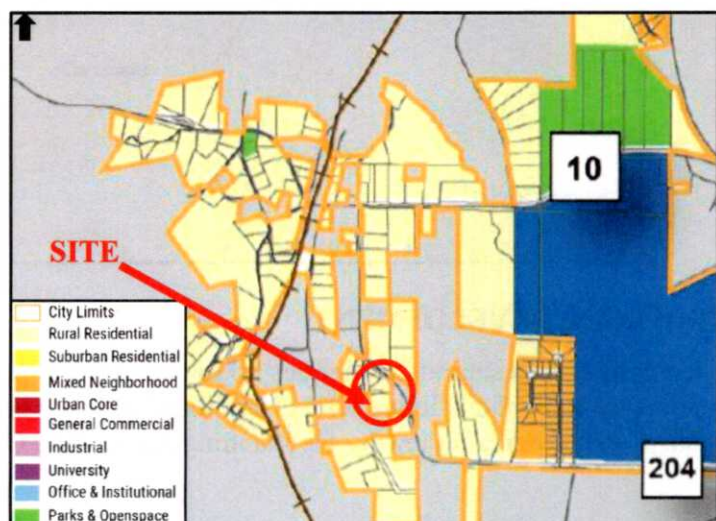 10
SITE
City Limits
Rural Residential
Suburban Residential
Mixed Neighborhood
Urban Core
General Commercial
Industrial
University
Office & Institutional
Parks & Openspace
204